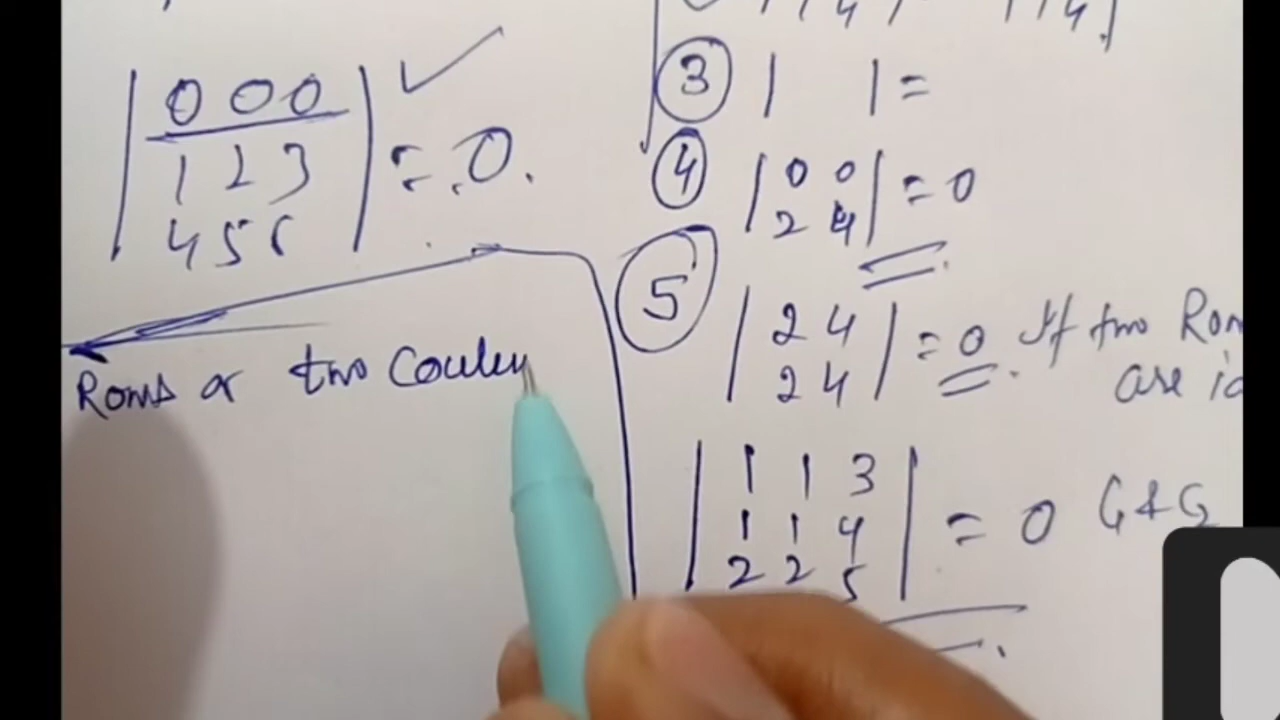 | 0 0 0 |
| 1 2 3 | = 0.
| 4 5 6 |
Rows or two Coulu
③ | | =
④ | 0 0 | = 0
| 2 4 |
⑤
| 2 4 | = 0. If two Row
| 2 4 | are id
| 1 1 3 |
| 1 1 4 | = 0 C1 & C2
| 2 2 5 |